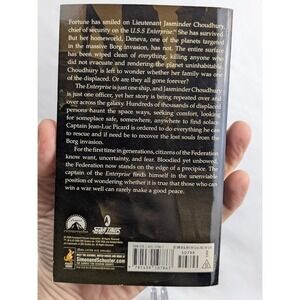 Fortune has smiled on Lieutenant Jasminder Choudhury,
chief of security on the U.S.S. Enterprise. She has survived.
But her homeworld, Deneva, one of the planets targeted
in the massive Borg invasion, has not. The entire surface
has been wiped clean of everything, killing anyone who
did not evacuate and rendering the planet uninhabitable.
Choudhury is left to wonder whether her family was one
of the displaced. Or are they all gone forever?
The Enterprise is just one ship, and Jasminder Choudhury
is just one officer, yet her story is being repeated over and
over across the galaxy. Hundreds of thousands of displaced
persons haunt the space ways, seeking comfort, looking
for someplace safe, somewhere, anywhere to find solace.
Captain Jean-Luc Picard is ordered to do everything he can
to rescue and if need be to recover the lost souls from the
Borg invasion.
For the first time in generations, citizens of the Federation
know want, uncertainty, and fear. Bloodied yet unbowed,
the Federation now stands on the edge of a precipice. The
captain of the Enterprise finds himself in the unenviable
position of wondering whether it is true that those who can
win a war well can rarely make a good peace.
STAR TREK
SimonandSchuster.com